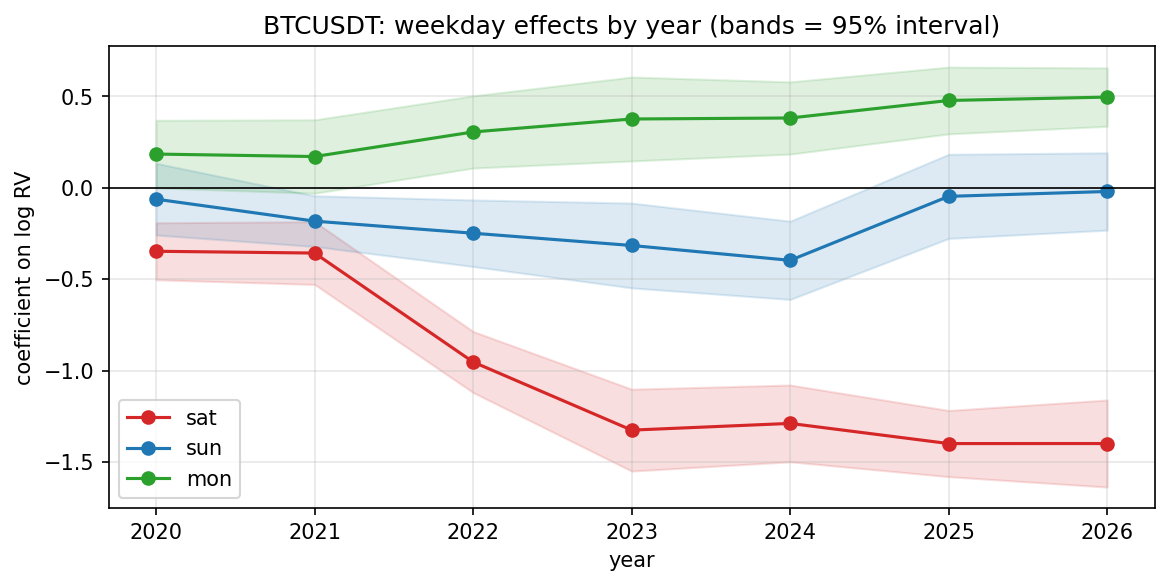 BTCUSDT: weekday effects by year (bands = 95% interval)
coefficient on log RV
0.5
0.0
−0.5
−1.0
−1.5
sat
sun
mon
2020 2021 2022 2023 2024 2025 2026
year